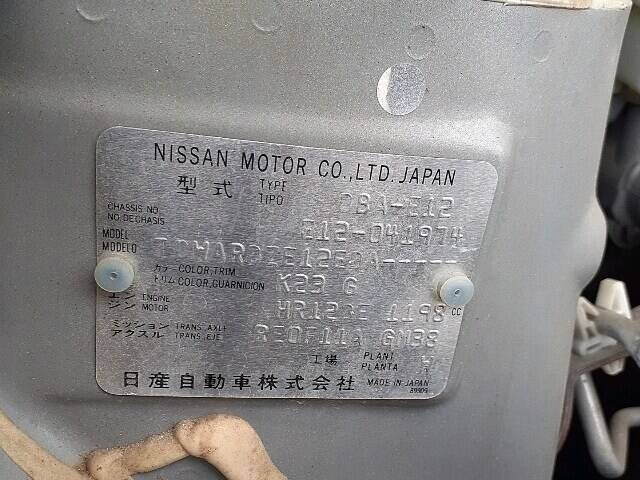 NISSAN MOTOR CO.,LTD. JAPAN
型式 TYPE TIPO DBA-E12
CHASSIS NO. NO.DECHASIS E12-041974
MODEL MODELO
カラー COLOR,TRIM トリム COLOR,GUARNICION K23 G
エンジン ENGINE MOTOR HR12DE 1198 CC
ミッション TRANS.AXLE アクスル TRANS.EJE RE0F11A GM38
工場 PLANT PLANTA
日産自動車株式会社 MADE IN JAPAN